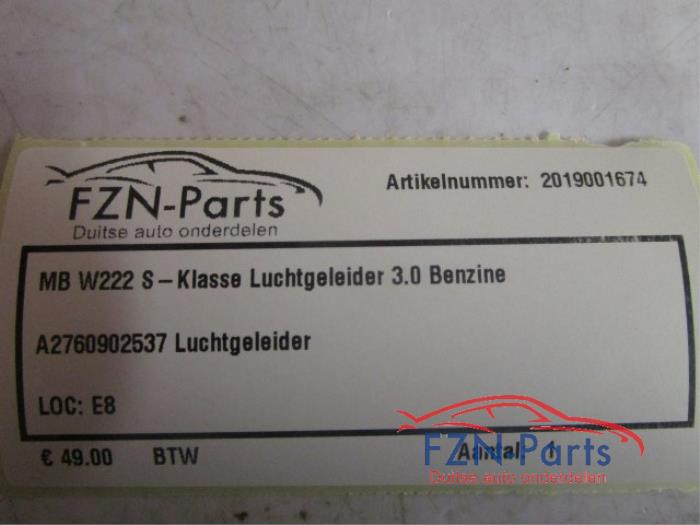 FZN-Parts
Duitse auto onderdelen
Artikelnummer: 2019001674
MB W222 S-Klasse Luchtgeleider 3.0 Benzine
A2760902537 Luchtgeleider
LOC: E8
€ 49.00 BTW Aantal: 1
FZN-Parts
Duitse auto onderdelen